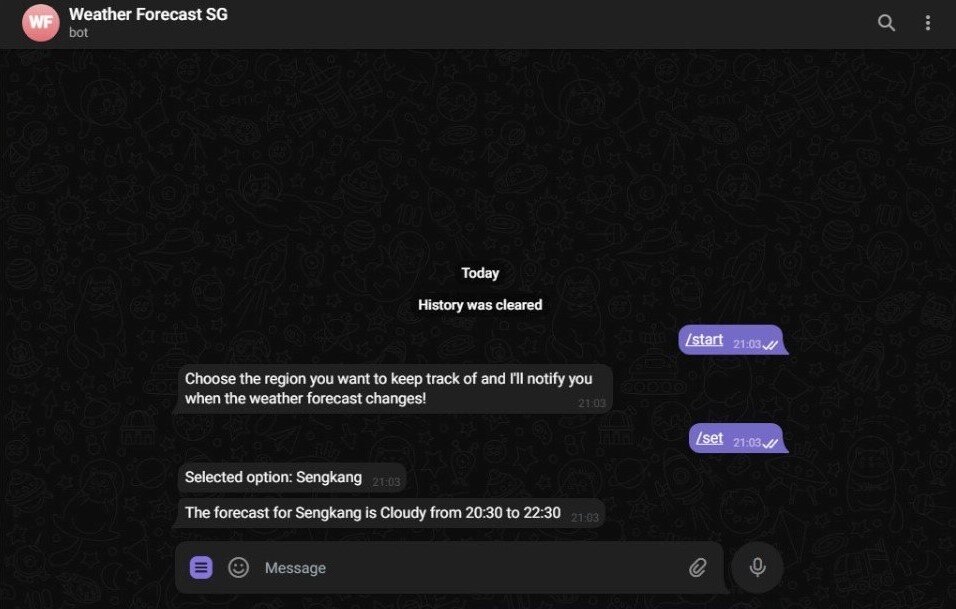 WF
Weather Forecast SG
bot
Today
History was cleared
/start 21:03
Choose the region you want to keep track of and I'll notify you
when the weather forecast changes!
21:03
/set 21:03
Selected option: Sengkang 21:03
The forecast for Sengkang is Cloudy from 20:30 to 22:30 21:03
Message